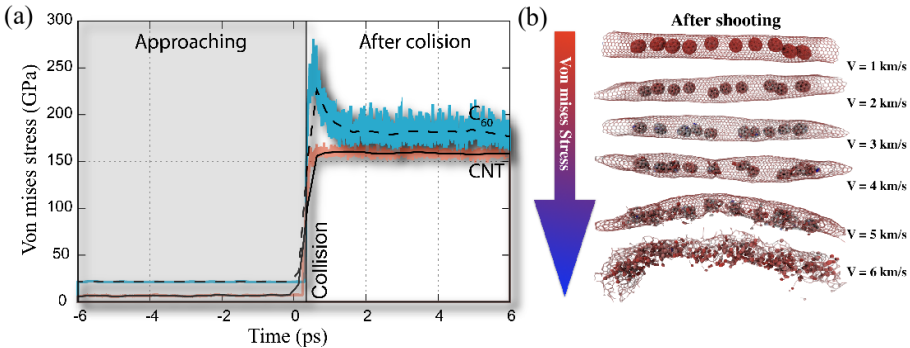 (a)
300
250
200
150
100
50
0
Von mises stress (GPa)
Approaching
After colision
C60
CNT
Collision
-6
-4
-2
0
2
4
6
Time (ps)
(b)
After shooting
Von mises Stress
V = 1 km/s
V = 2 km/s
V = 3 km/s
V = 4 km/s
V = 5 km/s
V = 6 km/s